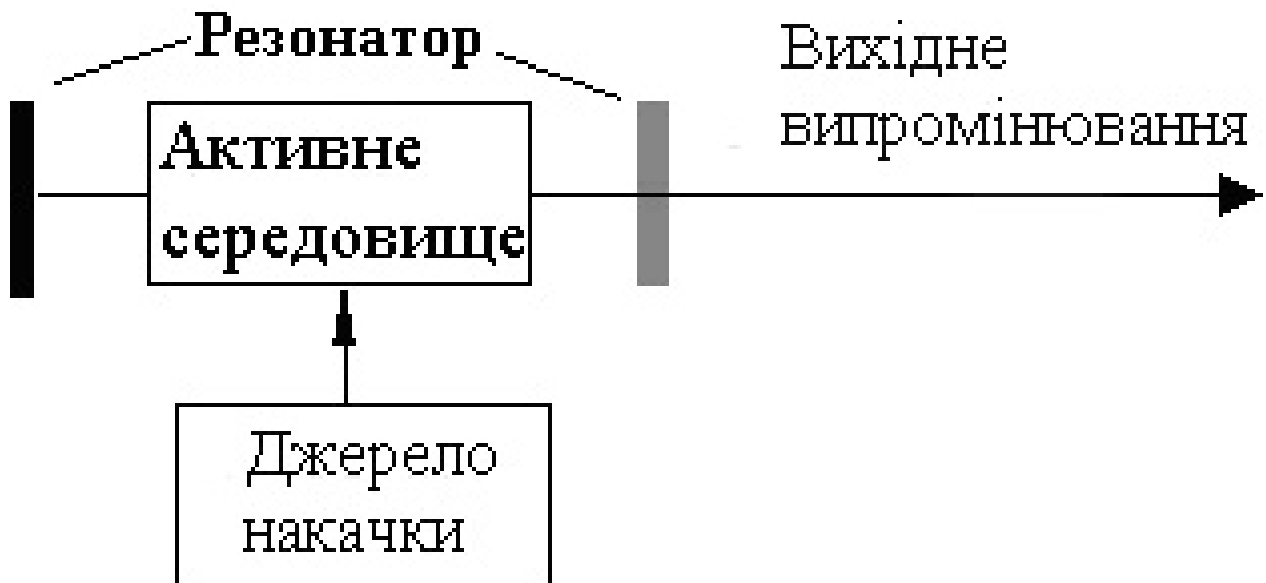 Резонатор
Вихідне
випромінювання
Активне
середовище
Джерело
накачки